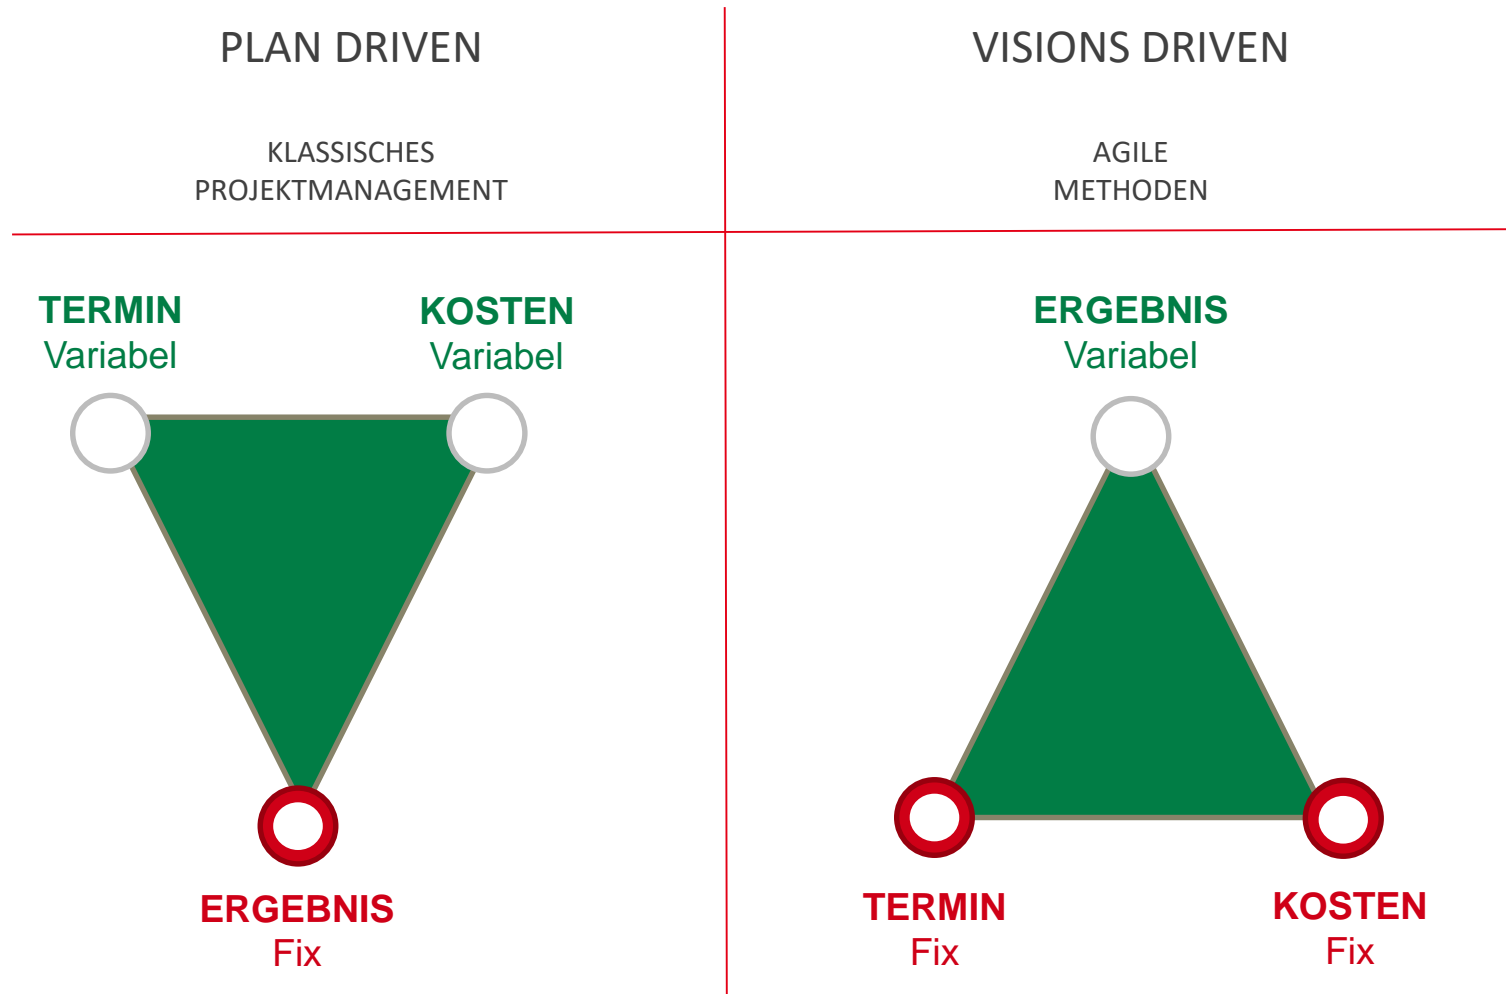 PLAN DRIVEN
KLASSISCHES
PROJEKTMANAGEMENT
VISIONS DRIVEN
AGILE
METHODEN
TERMIN
Variabel
KOSTEN
Variabel
ERGEBNIS
Fix
ERGEBNIS
Variabel
TERMIN
Fix
KOSTEN
Fix